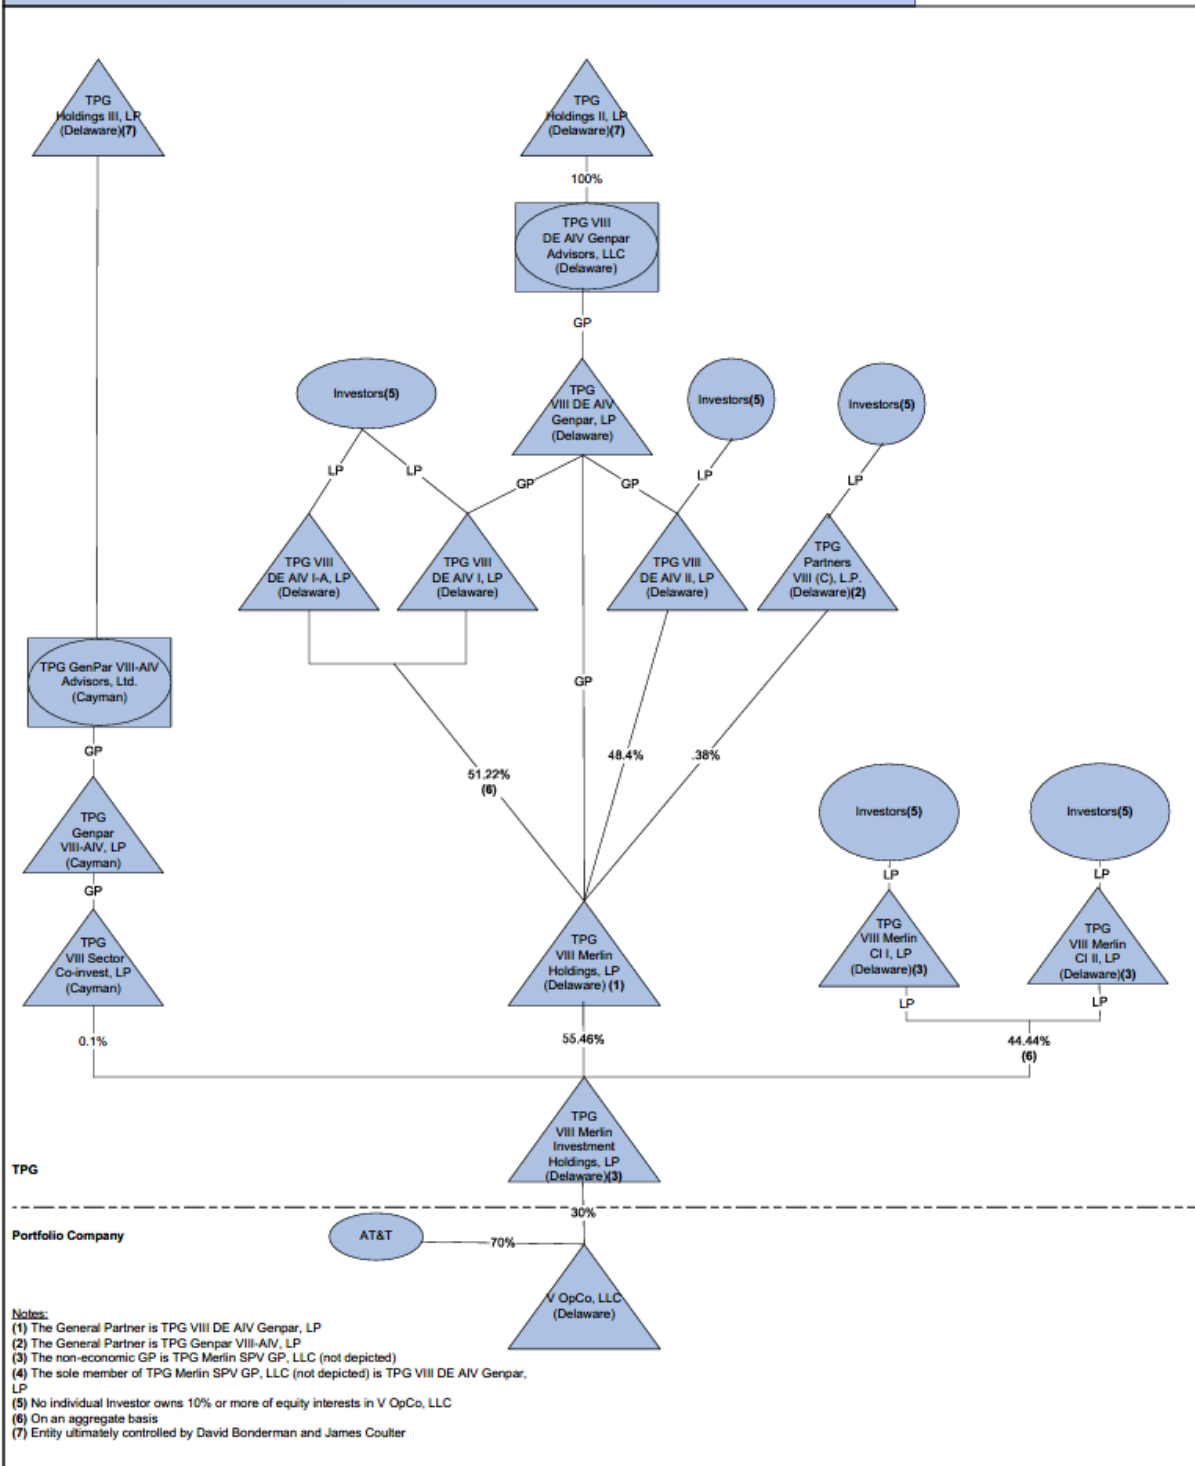 TPG
Holdings III, LP
(Delaware)(7)
TPG
Holdings II, LP
(Delaware)(7)
100%
TPG VIII
DE AIV Genpar
Advisors, LLC
(Delaware)
GP
Investors(5)
TPG
VIII DE AIV
Genpar, LP
(Delaware)
Investors(5)
Investors(5)
LP
LP
GP
GP
LP
LP
TPG VIII
DE AIV I-A, LP
(Delaware)
TPG VIII
DE AIV I, LP
(Delaware)
TPG VIII
DE AIV II, LP
(Delaware)
TPG
Partners
VIII (C), L.P.
(Delaware)(2)
TPG GenPar VIII-AIV
Advisors, Ltd.
(Cayman)
GP
GP
51.22%
(6)
48.4%
.38%
TPG
Genpar
VIII-AIV, LP
(Cayman)
Investors(5)
Investors(5)
GP
LP
LP
TPG
VIII Sector
Co-invest, LP
(Cayman)
TPG
VIII Merlin
Holdings, LP
(Delaware) (1)
TPG
VIII Merlin
CI I, LP
(Delaware)(3)
TPG
VIII Merlin
CI II, LP
(Delaware)(3)
LP
LP
0.1%
55.46%
44.44%
(6)
TPG
VIII Merlin
Investment
Holdings, LP
(Delaware)(3)
TPG
30%
Portfolio Company
AT&T
70%
V OpCo, LLC
(Delaware)
Notes:
(1) The General Partner is TPG VIII DE AIV Genpar, LP
(2) The General Partner is TPG Genpar VIII-AIV, LP
(3) The non-economic GP is TPG Merlin SPV GP, LLC (not depicted)
(4) The sole member of TPG Merlin SPV GP, LLC (not depicted) is TPG VIII DE AIV Genpar,
LP
(5) No individual Investor owns 10% or more of equity interests in V OpCo, LLC
(6) On an aggregate basis
(7) Entity ultimately controlled by David Bonderman and James Coulter